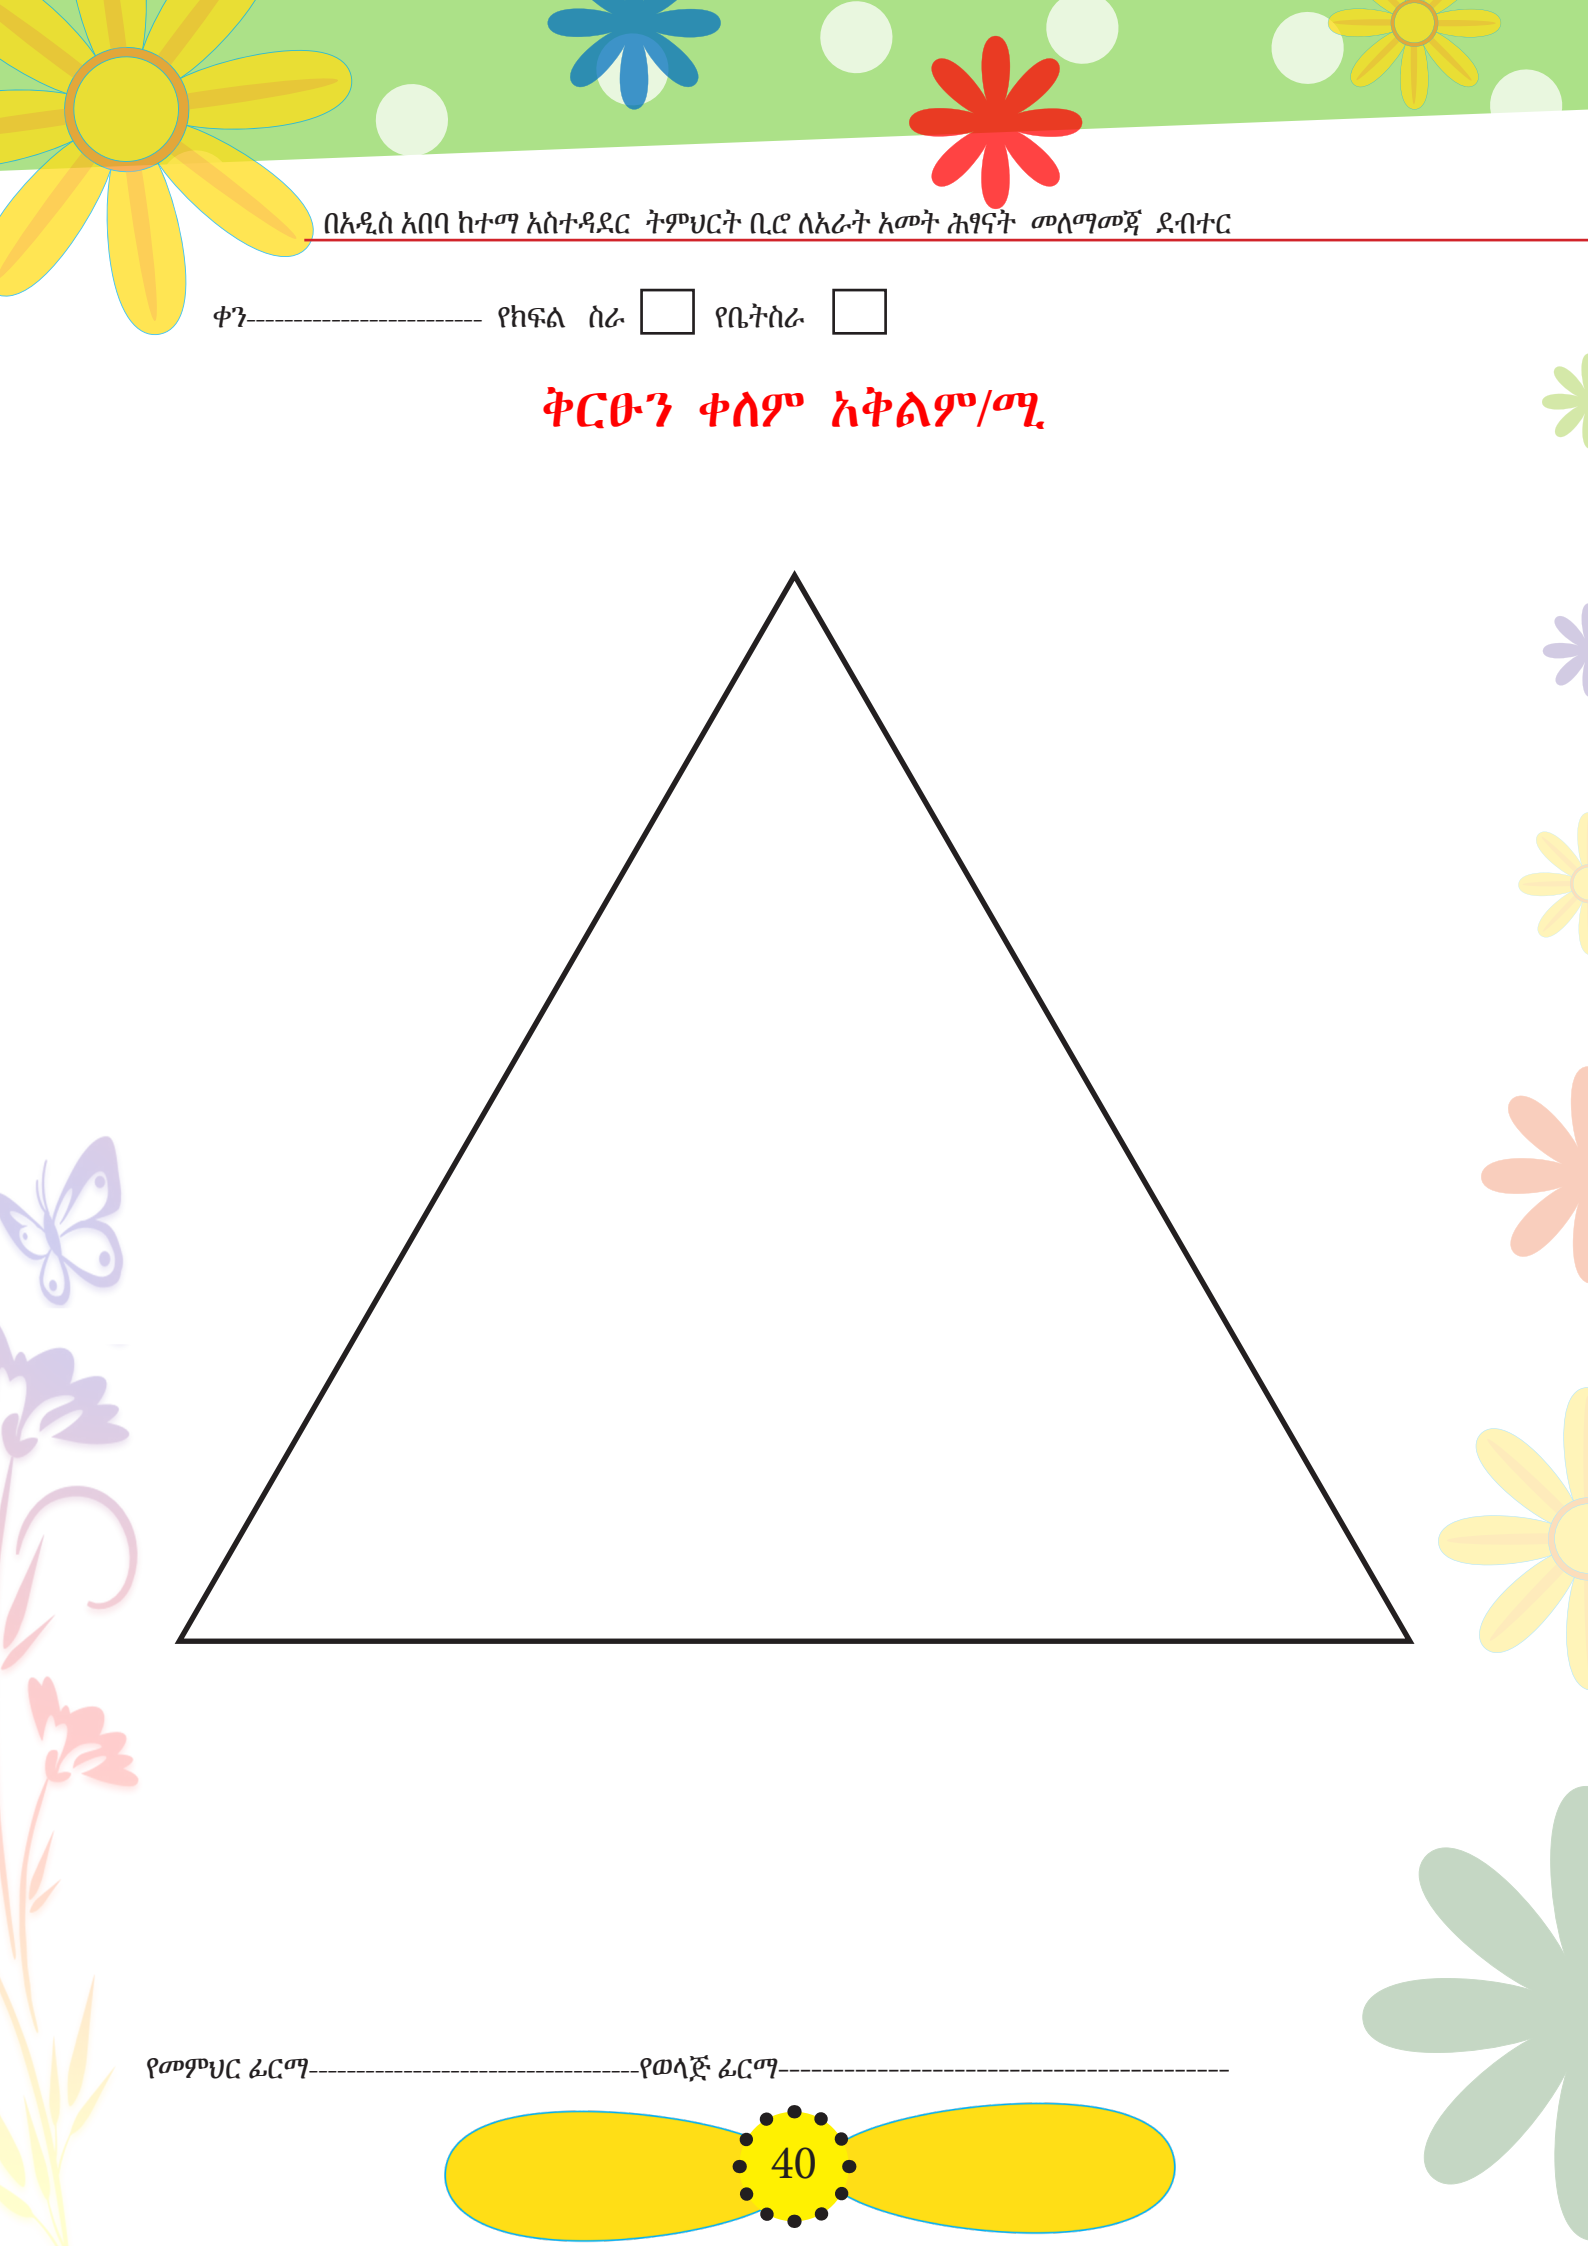 በአዲስ አበባ ከተማ አስተዳደር ትምህርት ቢሮ ለአራት አመት ሕፃናት መለማመጃ ደብተር
ቀን------------------------- የክፍል ስራ የቤትስራ
ቅርፁን ቀለም አቅልም/ሚ
የመምህር ፊርማ-----------------------------------የወላጅ ፊርማ-----------------------------------------
40